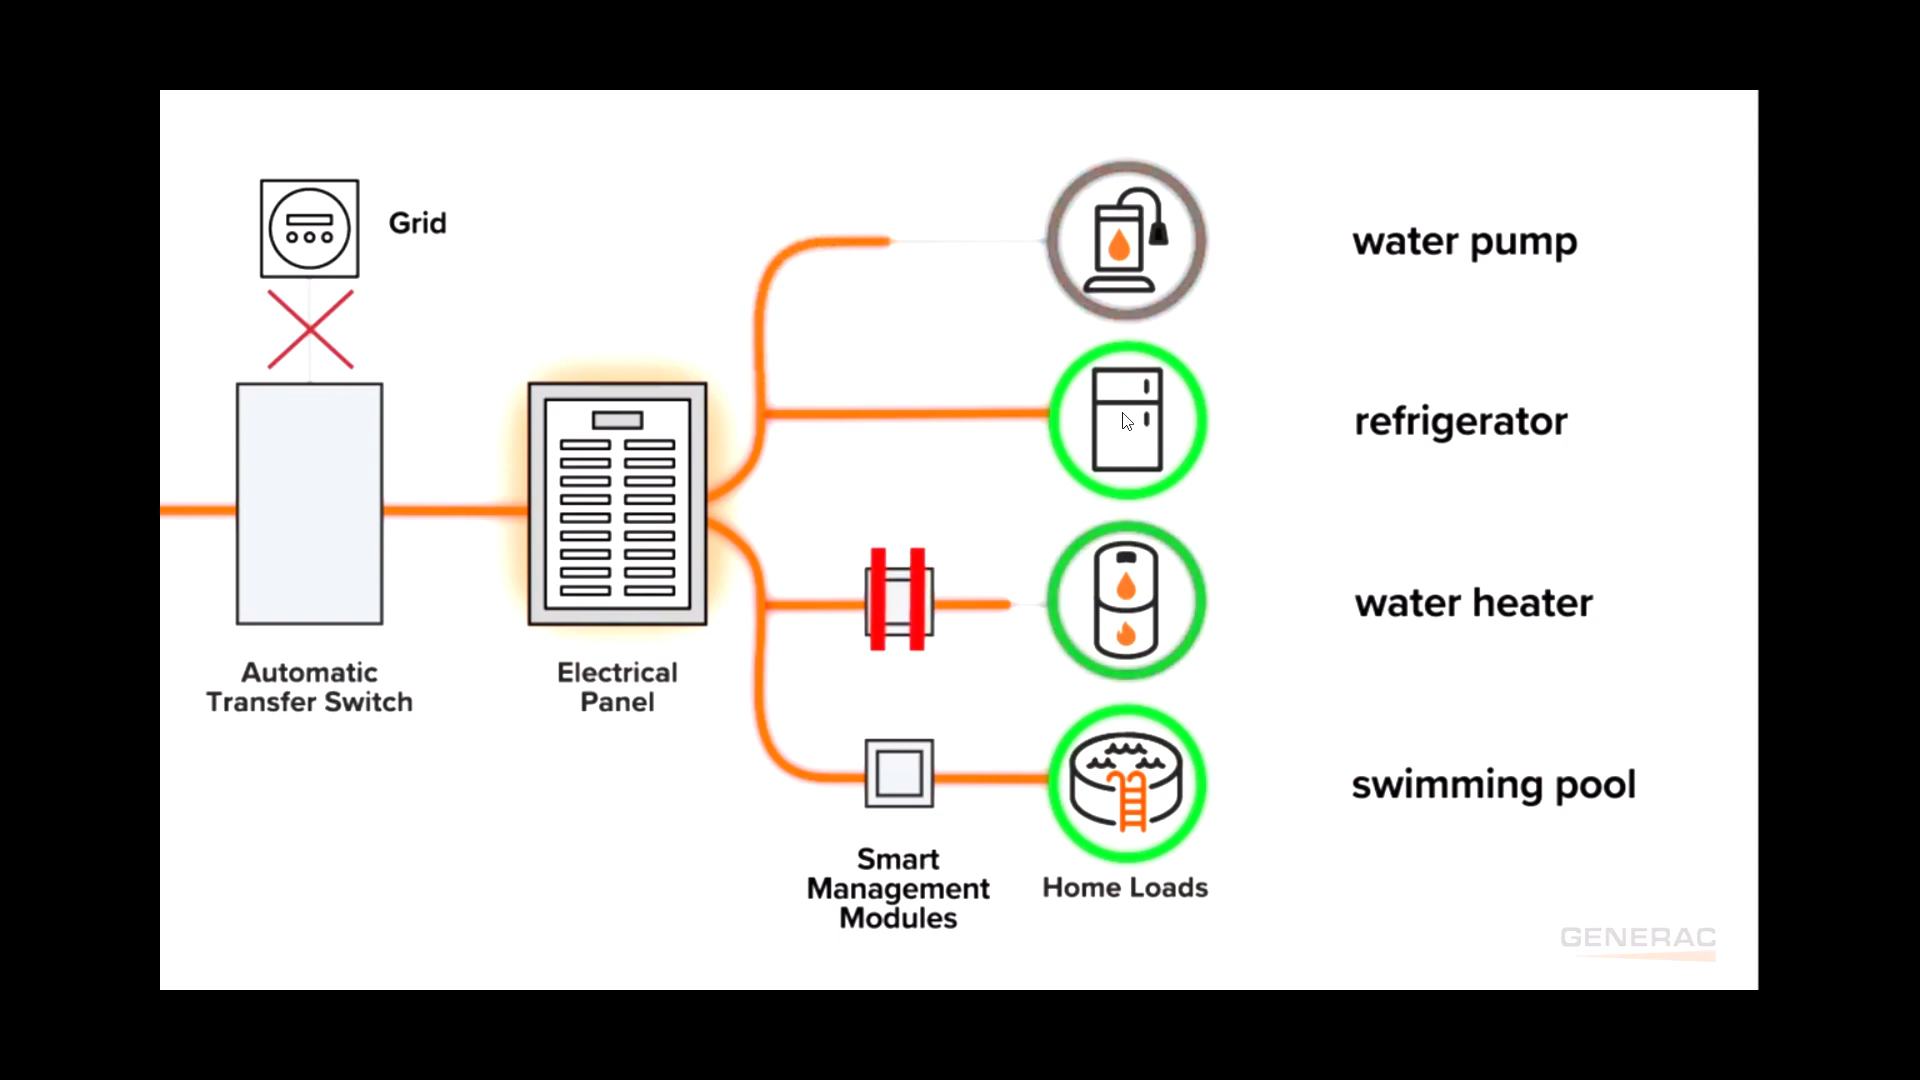 Grid
water pump
refrigerator
water heater
Automatic
Transfer Switch
Electrical
Panel
swimming pool
Smart
Management
Modules
Home Loads
GENERAC